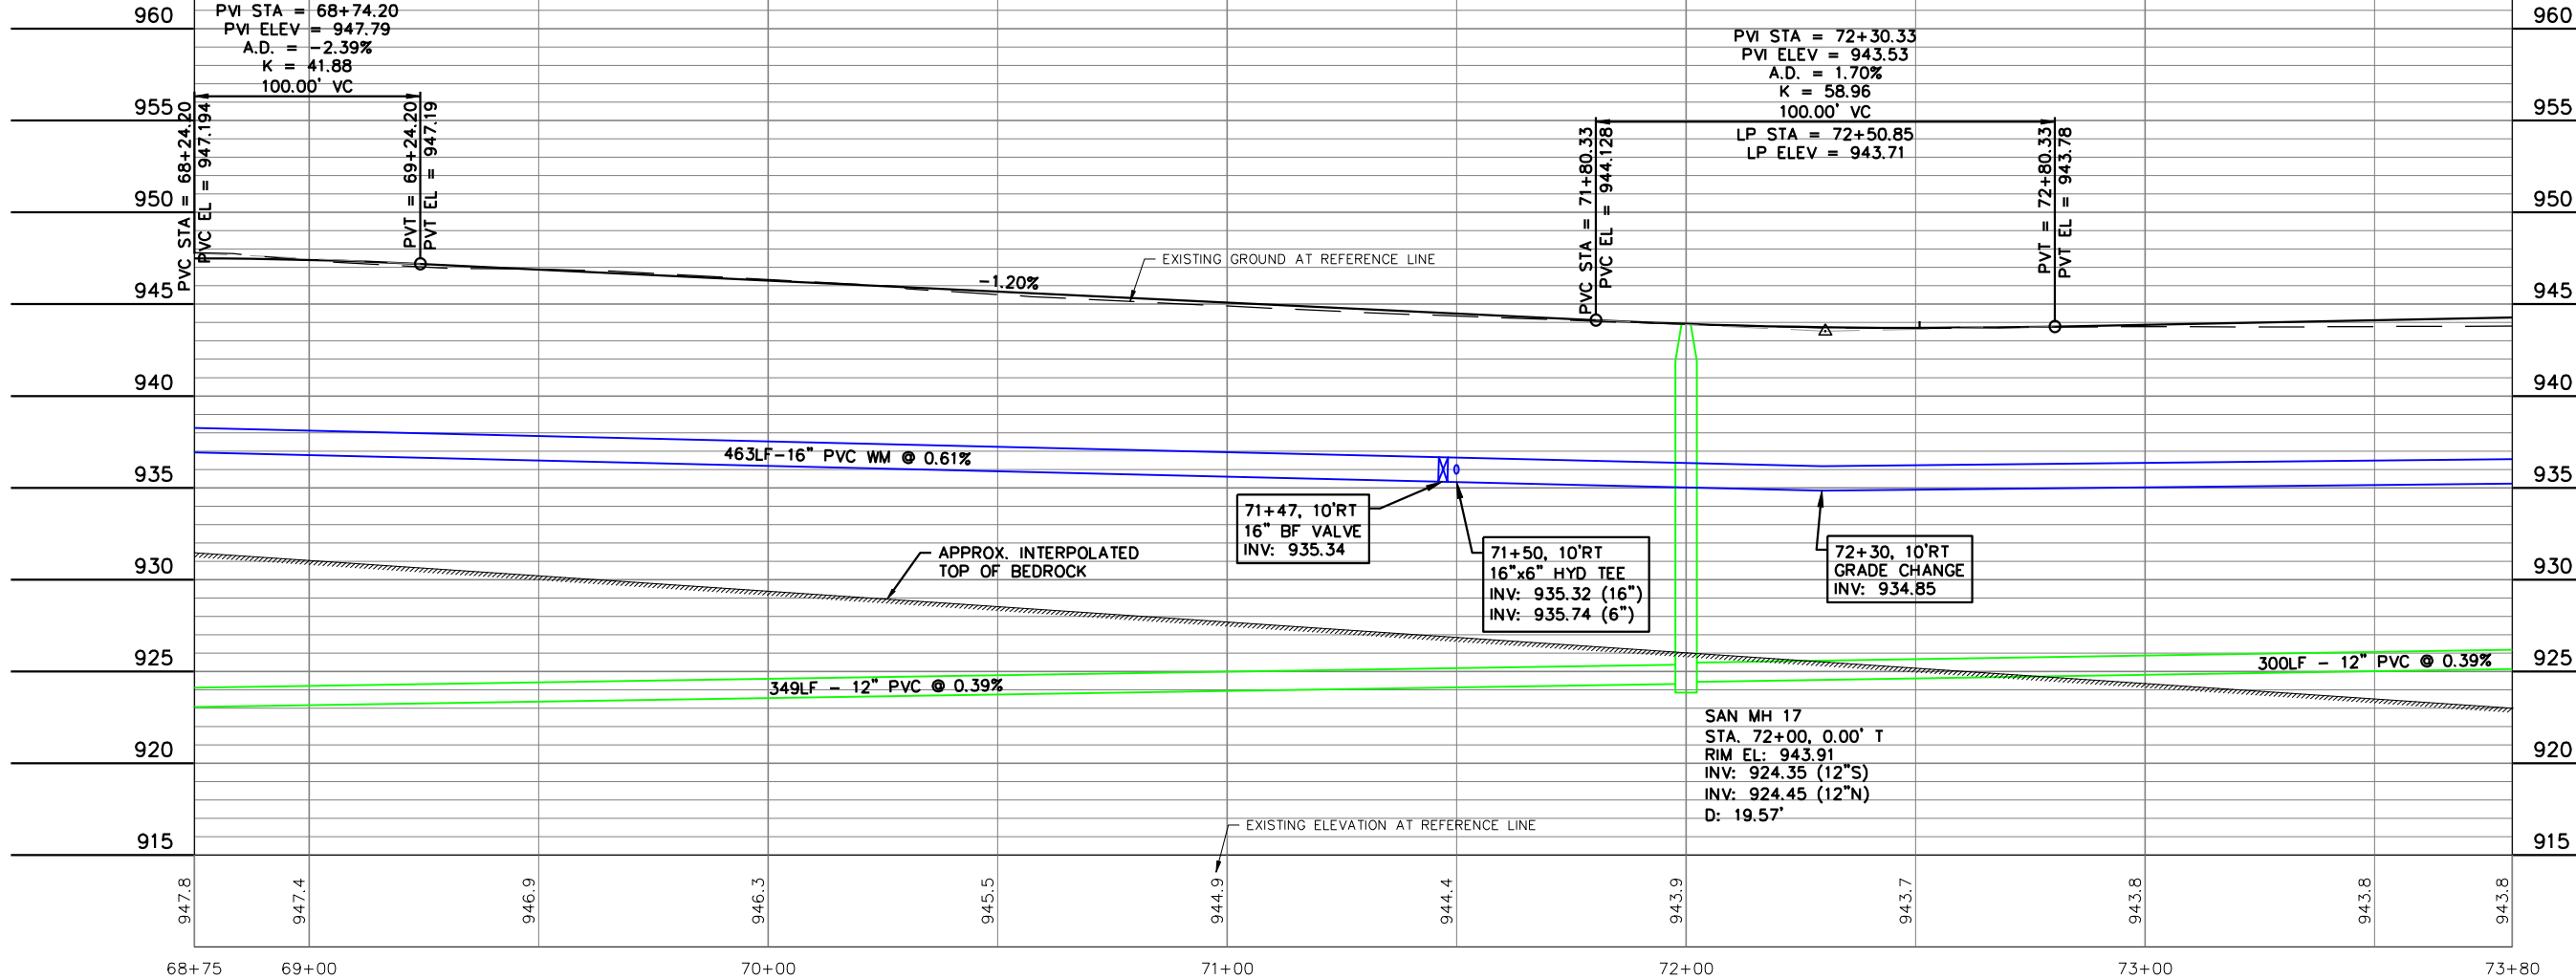 960
955
950
945
940
935
930
925
920
915
PVI STA = 68+74.20
PVI ELEV = 947.79
A.D. = -2.39%
K = 41.88
100.00' VC
PVC STA = 68+24.20
PVC EL = 947.194
PVT = 69+24.20
PVT EL = 947.19
-1.20%
EXISTING GROUND AT REFERENCE LINE
PVI STA = 72+30.33
PVI ELEV = 943.53
A.D. = 1.70%
K = 58.96
100.00' VC
LP STA = 72+50.85
LP ELEV = 943.71
PVC STA = 71+80.33
PVC EL = 944.128
PVT = 72+80.33
PVT EL = 943.78
463LF-16" PVC WM @ 0.61%
71+47, 10'RT
16" BF VALVE
INV: 935.34
71+50, 10'RT
16"x6" HYD TEE
INV: 935.32 (16")
INV: 935.74 (6")
72+30, 10'RT
GRADE CHANGE
INV: 934.85
APPROX. INTERPOLATED
TOP OF BEDROCK
349LF - 12" PVC @ 0.39%
300LF - 12" PVC @ 0.39%
SAN MH 17
STA. 72+00, 0.00' T
RIM EL: 943.91
INV: 924.35 (12"S)
INV: 924.45 (12"N)
D: 19.57'
EXISTING ELEVATION AT REFERENCE LINE
960
955
950
945
940
935
930
925
920
915
947.8
947.4
946.9
946.3
945.5
944.9
944.4
943.9
943.7
943.8
943.8
943.8
68+75
69+00
70+00
71+00
72+00
73+00
73+80